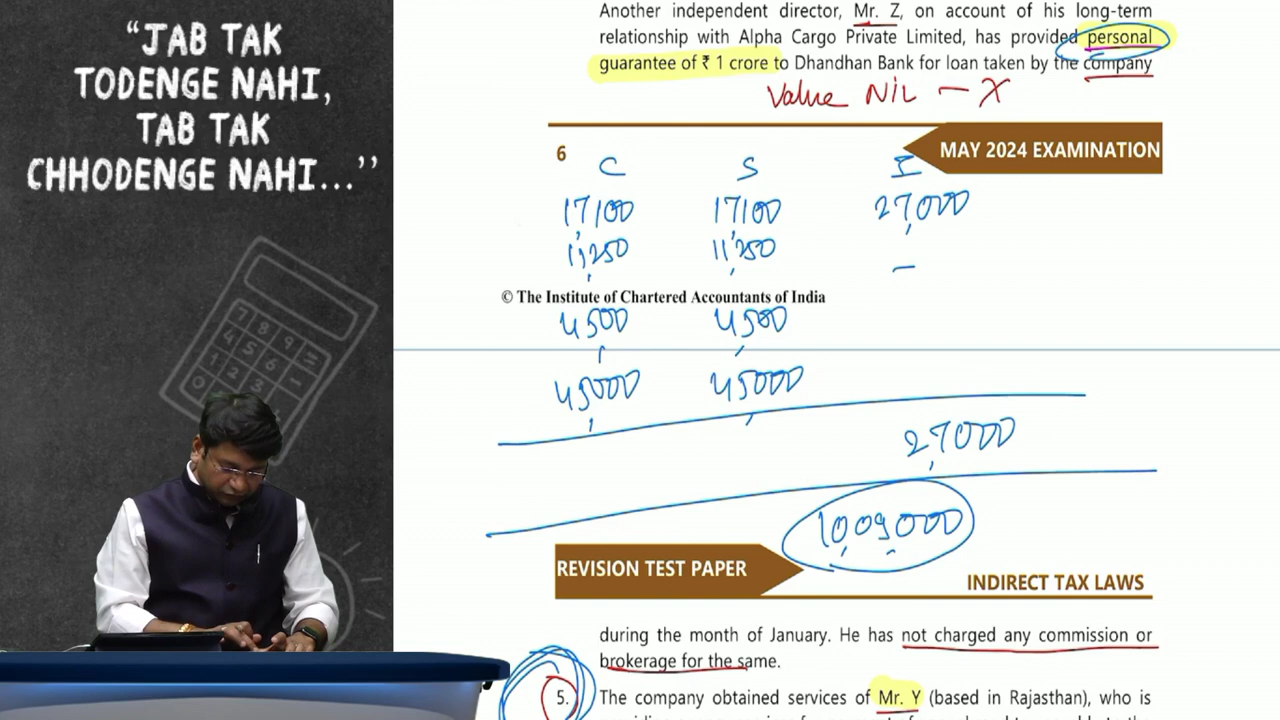 “JAB TAK
TODENGE NAHI,
TAB TAK
CHHODENGE NAHI...’’
Another independent director, Mr. Z, on account of his long-term
relationship with Alpha Cargo Private Limited, has provided personal
guarantee of ₹ 1 crore to Dhandhan Bank for loan taken by the company
Value NIL - X
6
MAY 2024 EXAMINATION
C S I
17,100 17,100 27,000
11,250 11,250 —
© The Institute of Chartered Accountants of India
4,500 4,500
45,000 45,000
27,000
1,005,000
REVISION TEST PAPER
INDIRECT TAX LAWS
during the month of January. He has not charged any commission or
brokerage for the same.
5. The company obtained services of Mr. Y (based in Rajasthan), who is